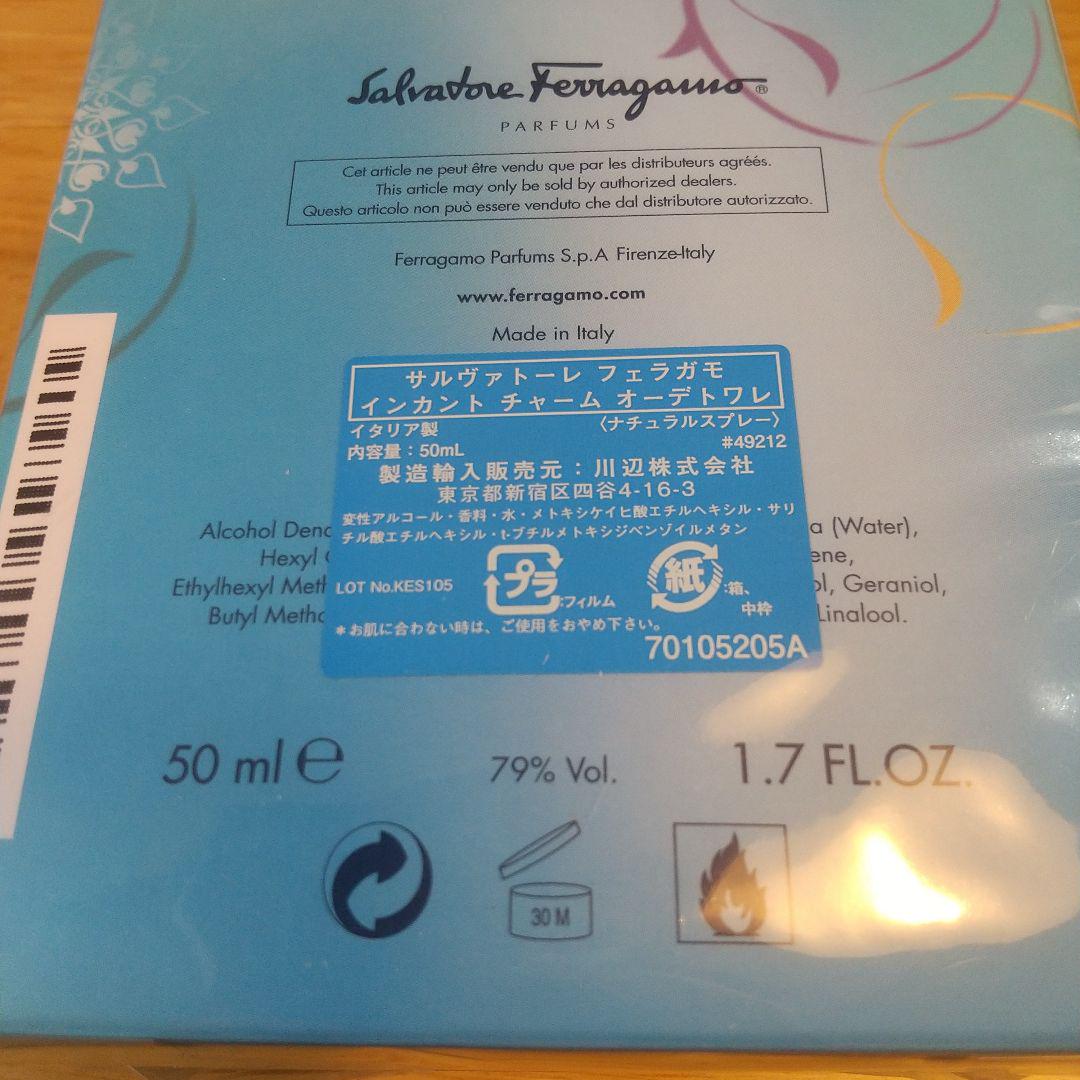 Salvatore Ferragamo®
PARFUMS
Cet article ne peut être vendu que par les distributeurs agréés.
This article may only be sold by authorized dealers.
Questo articolo non può essere venduto che dal distributore autorizzato.
Ferragamo Parfums S.p.A Firenze-Italy
www.ferragamo.com
Made in Italy
サルヴァトーレ フェラガモ
インカント チャーム オーデトワレ
イタリア製 〈ナチュラルスプレー〉
内容量：50mL #49212
製造輸入販売元：川辺株式会社
東京都新宿区四谷4-16-3
変性アルコール・香料・水・メトキシケイヒ酸エチルヘキシル・サリ
チル酸エチルヘキシル・t-ブチルメトキシジベンゾイルメタン
LOT No.KES105 プラ :フィルム 紙 :箱、
中枠
＊お肌に合わない時は、ご使用をおやめ下さい。
70105205A
Alcohol (Water),
Hexyl
Geraniol,
Butyl Linalool.
50 ml e 79% Vol. 1.7 FL.OZ.
30 M